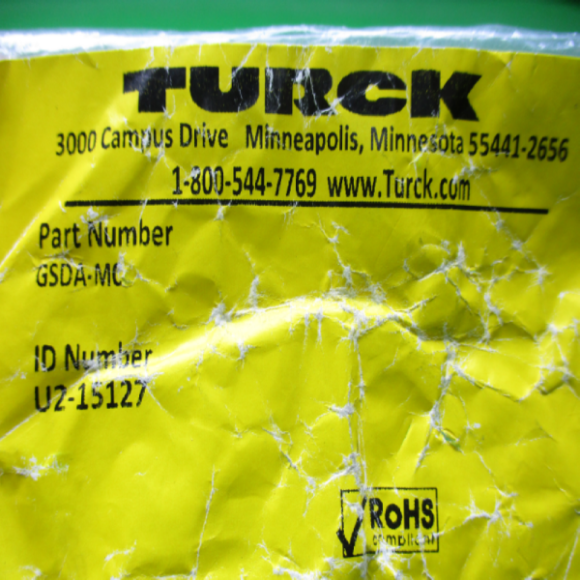 TURCK
3000 Campus Drive Minneapolis, Minnesota 55441-2656
1-800-544-7769 www.Turck.com
Part Number
GSDA-MC
ID Number
U2-15127
RoHS
compliant